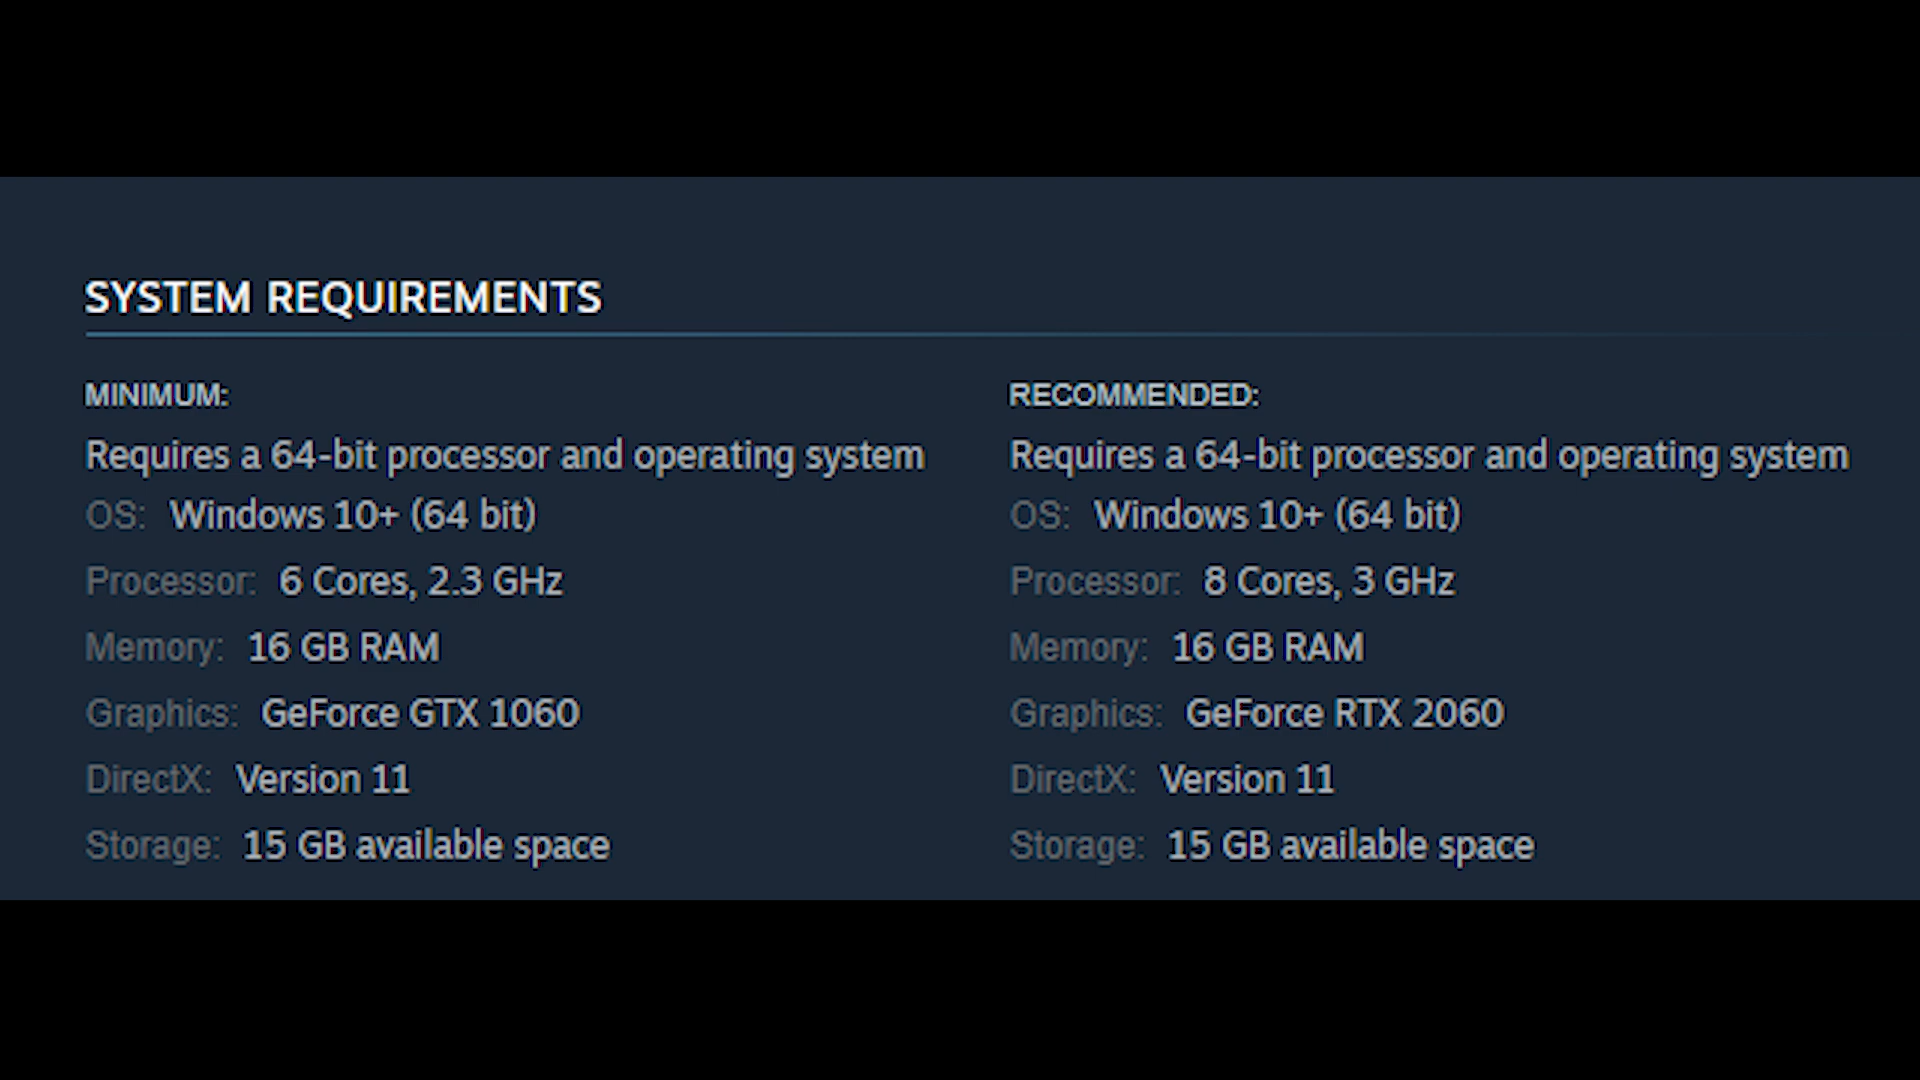 SYSTEM REQUIREMENTS
MINIMUM:
Requires a 64-bit processor and operating system
OS: Windows 10+ (64 bit)
Processor: 6 Cores, 2.3 GHz
Memory: 16 GB RAM
Graphics: GeForce GTX 1060
DirectX: Version 11
Storage: 15 GB available space
RECOMMENDED:
Requires a 64-bit processor and operating system
OS: Windows 10+ (64 bit)
Processor: 8 Cores, 3 GHz
Memory: 16 GB RAM
Graphics: GeForce RTX 2060
DirectX: Version 11
Storage: 15 GB available space